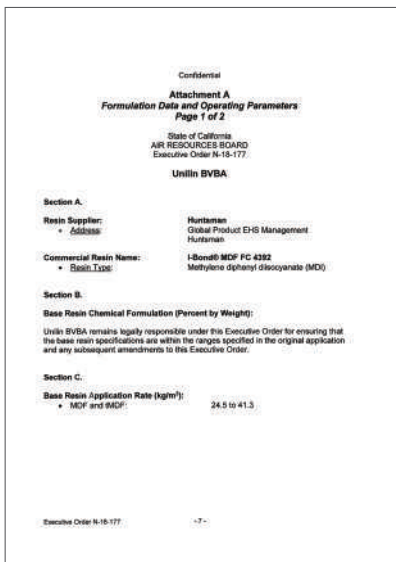 Confidential
Attachment A
Formulation Data and Operating Parameters
Page 1 of 2
State of California
AIR RESOURCES BOARD
Executive Order N-18-177
Unilin BVBA
Section A.
Resin Supplier: Huntsman
• Address: Global Product EHS Management
Huntsman
Commercial Resin Name: I-Bond® MDF FC 4392
• Resin Type: Methylene diphenyl diisocyanate (MDI)
Section B.
Base Resin Chemical Formulation (Percent by Weight):
Unilin BVBA remains legally responsible under this Executive Order for ensuring that
the base resin specifications are within the ranges specified in the original application
and any subsequent amendments to this Executive Order.
Section C.
Base Resin Application Rate (kg/m³):
• MDF and tMDF: 24.5 to 41.3
Executive Order N-18-177 - 7 -